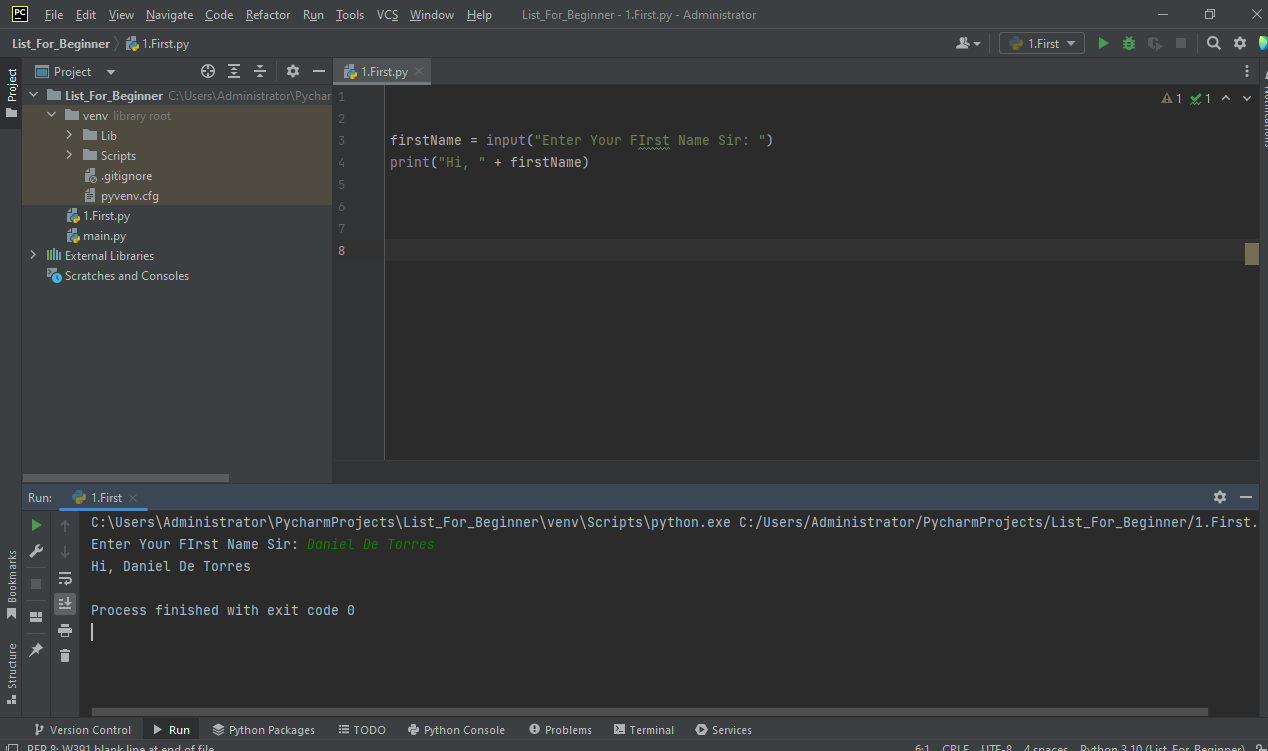 PC File Edit View Navigate Code Refactor Run Tools VCS Window Help List_For_Beginner - 1.First.py - Administrator
List_For_Beginner 1.First.py 1.First
Project
Project
1.First.py
Notifications
List_For_Beginner C:\Users\Administrator\Pychar
venv library root
Lib
Scripts
.gitignore
pyvenv.cfg
1.First.py
main.py
External Libraries
Scratches and Consoles
1
2
3 firstName = input("Enter Your FIrst Name Sir: ")
4 print("Hi, " + firstName)
5
6
7
8
1 1
Run: 1.First
C:\Users\Administrator\PycharmProjects\List_For_Beginner\venv\Scripts\python.exe C:/Users/Administrator/PycharmProjects/List_For_Beginner/1.First.
Enter Your FIrst Name Sir: Daniel De Torres
Hi, Daniel De Torres
Process finished with exit code 0
Bookmarks
Structure
Version Control Run Python Packages TODO Python Console Problems Terminal Services
PEP 8: W391 blank line at end of file 6:1 CRLF UTF-8 4 spaces Python 3.10 (List_For_Beginner)